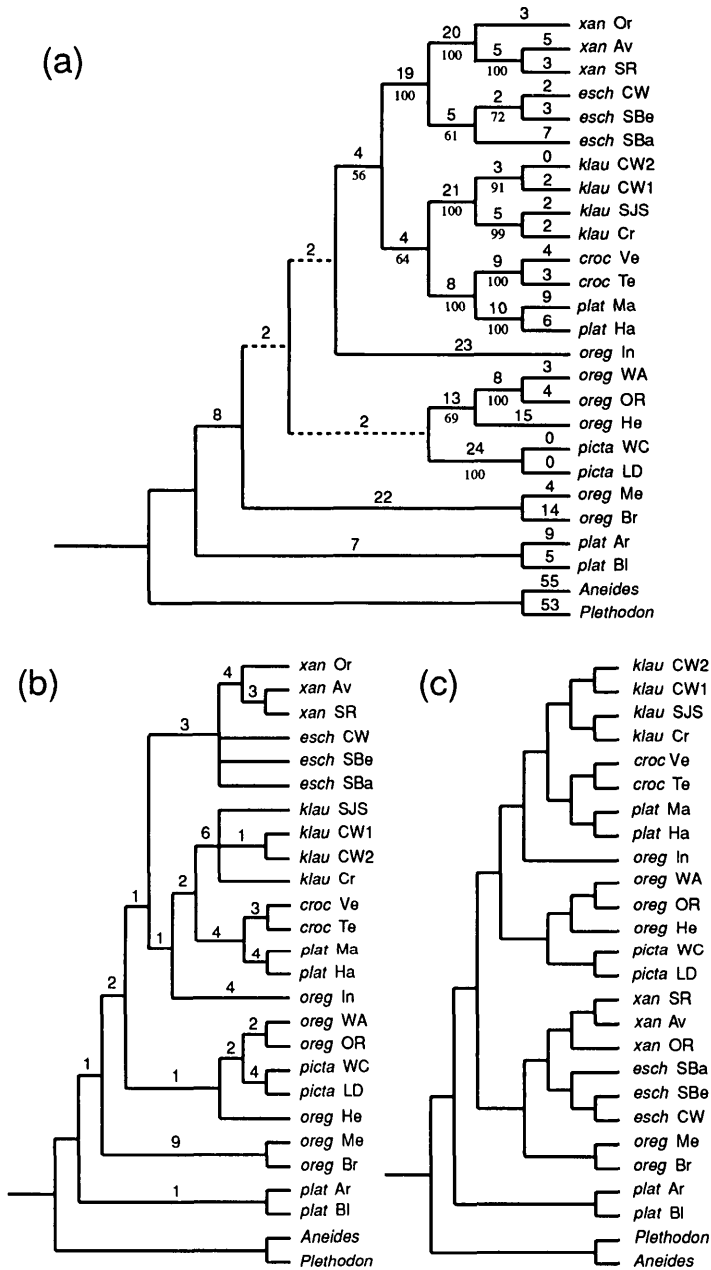 (a)
3
xan Or
20
100
5
100
5
xan Av
3
xan SR
19
100
2
esch CW
2
72
3
esch SBe
5
61
7
esch SBa
4
56
0
klau CW2
3
91
2
klau CW1
21
100
2
klau SJS
5
99
2
klau Cr
4
64
4
croc Ve
9
100
3
croc Te
8
100
9
plat Ma
10
100
6
plat Ha
2
23
oreg In
2
3
oreg WA
8
100
4
oreg OR
13
69
15
oreg He
2
0
picta WC
24
100
0
picta LD
8
4
oreg Me
22
14
oreg Br
9
plat Ar
7
5
plat Bl
55
Aneides
53
Plethodon
(b)
xan Or
4
3
xan Av
xan SR
3
esch CW
esch SBe
esch SBa
klau SJS
6
1
klau CW1
klau CW2
klau Cr
2
3
croc Ve
croc Te
4
4
plat Ma
plat Ha
1
1
4
oreg In
2
2
oreg WA
oreg OR
2
4
picta WC
picta LD
1
oreg He
1
9
oreg Me
oreg Br
1
plat Ar
plat Bl
Aneides
Plethodon
(c)
klau CW2
klau CW1
klau SJS
klau Cr
croc Ve
croc Te
plat Ma
plat Ha
oreg In
oreg WA
oreg OR
oreg He
picta WC
picta LD
xan SR
xan Av
xan OR
esch SBa
esch SBe
esch CW
oreg Me
oreg Br
plat Ar
plat Bl
Plethodon
Aneides